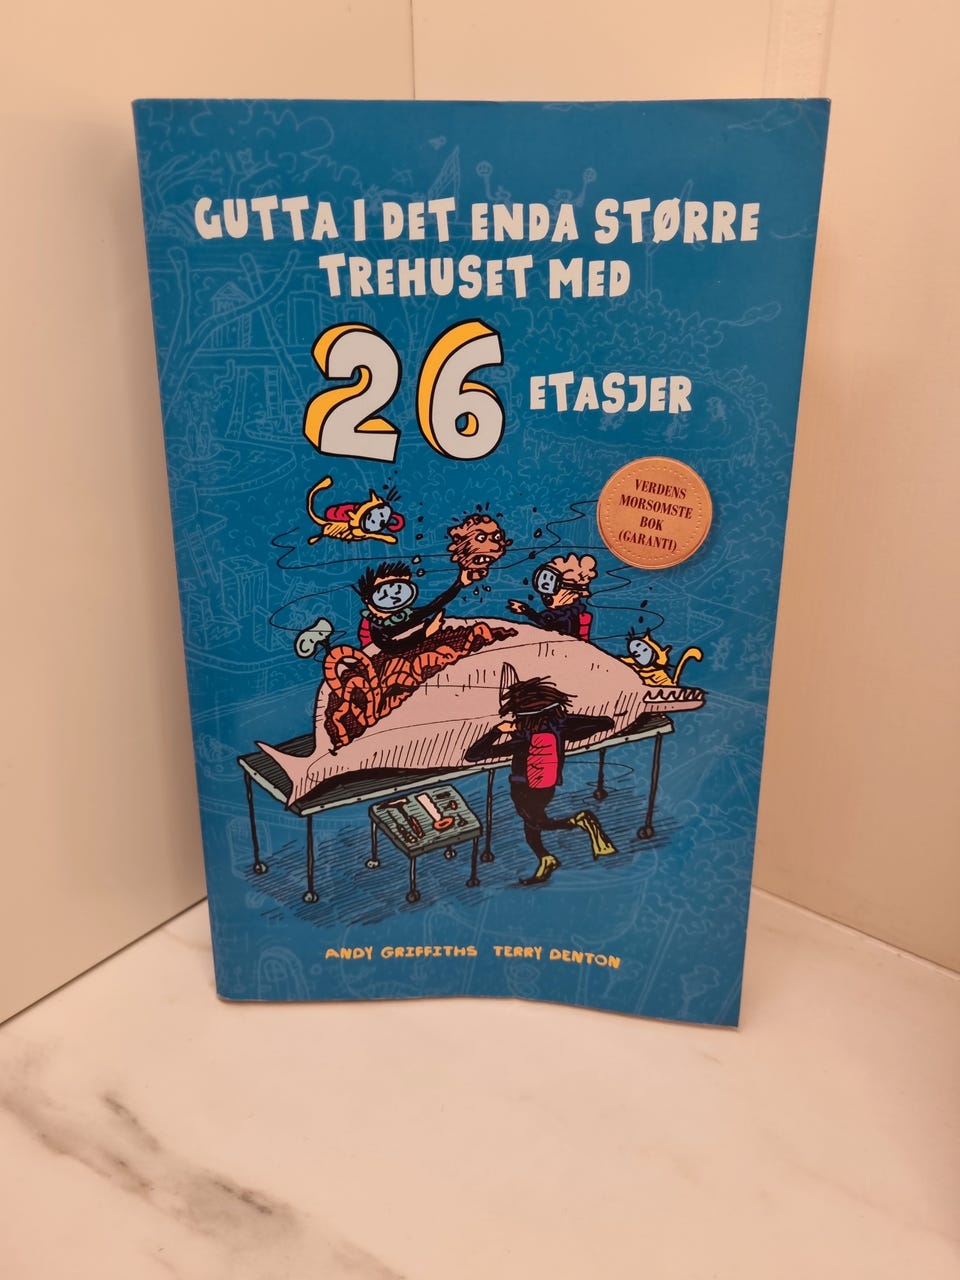 GUTTA I DET ENDA STØRRE
TREHUSET MED
26 ETASJER
VERDENS
MORSOMSTE
BOK
(GARANTI)
ANDY GRIFFITHS TERRY DENTON